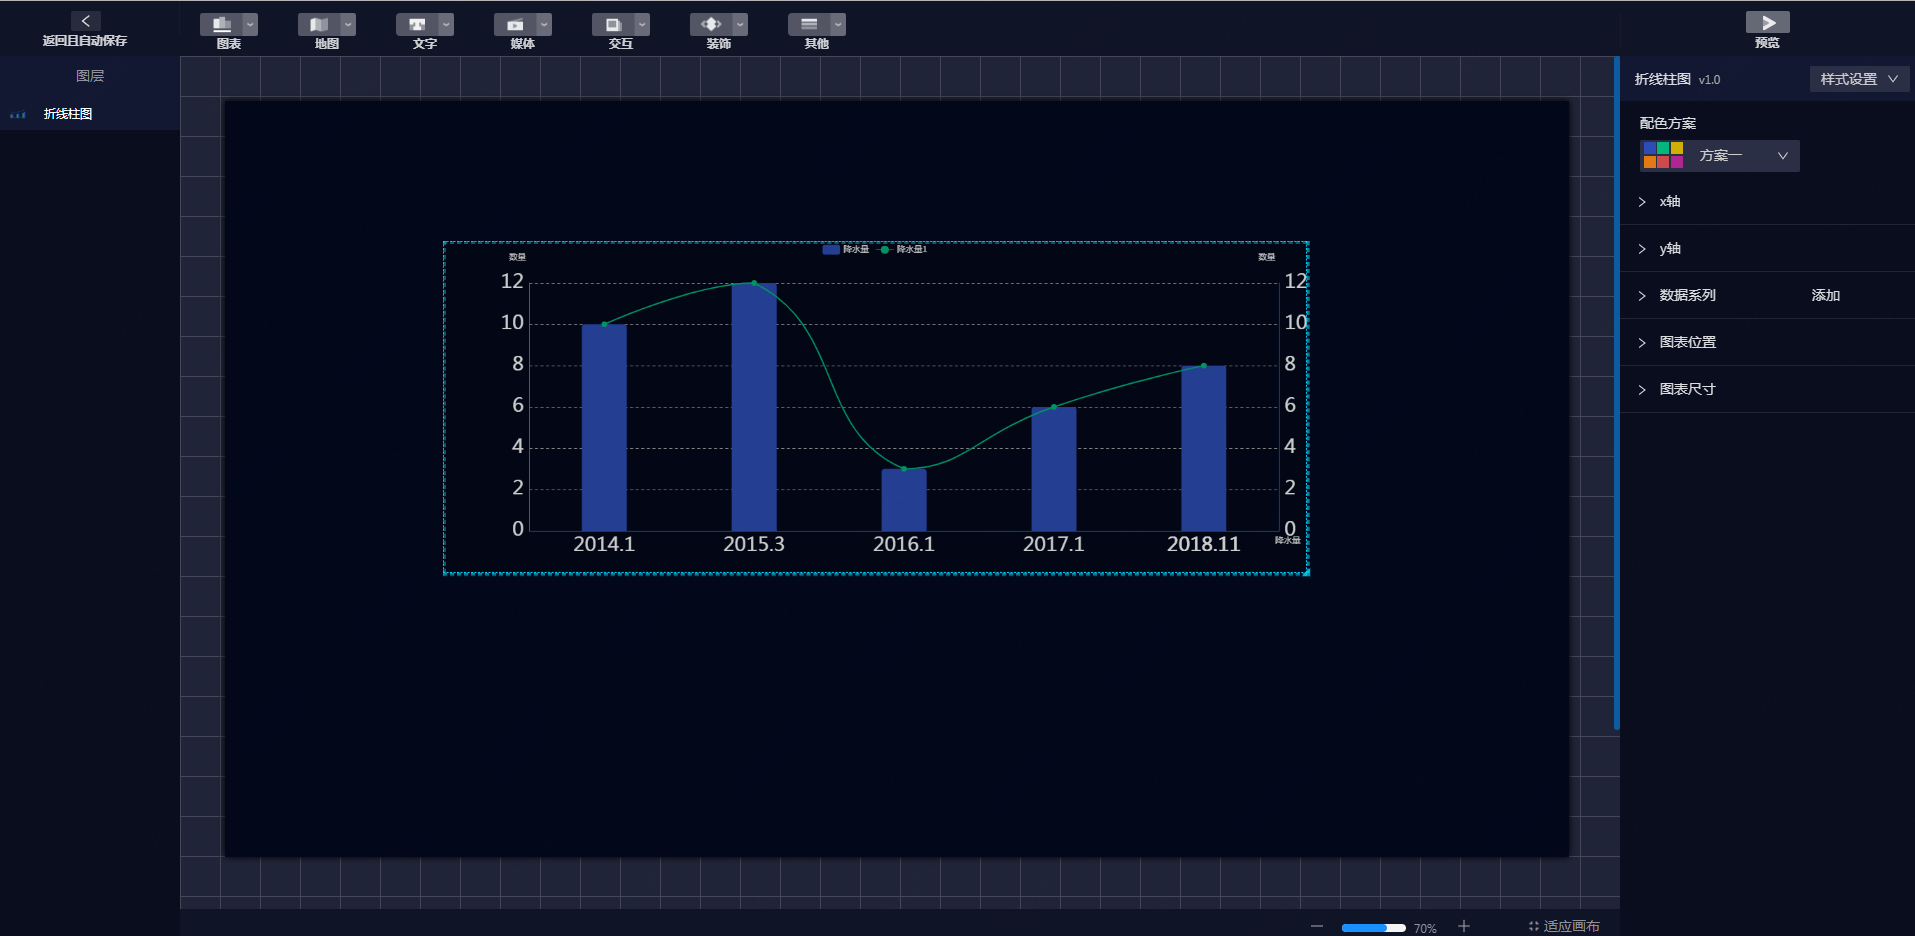 返回且自动保存
图表
地图
文字
媒体
交互
装饰
其他
预览
图层
折线柱图
折线柱图 v1.0
样式设置
配色方案
方案一
x轴
y轴
数据系列 添加
图表位置
图表尺寸
降水量 降水量1
数量 数量
12 12
10 10
8 8
6 6
4 4
2 2
0 0
2014.1 2015.3 2016.1 2017.1 2018.11 降水量
70%
适应画布